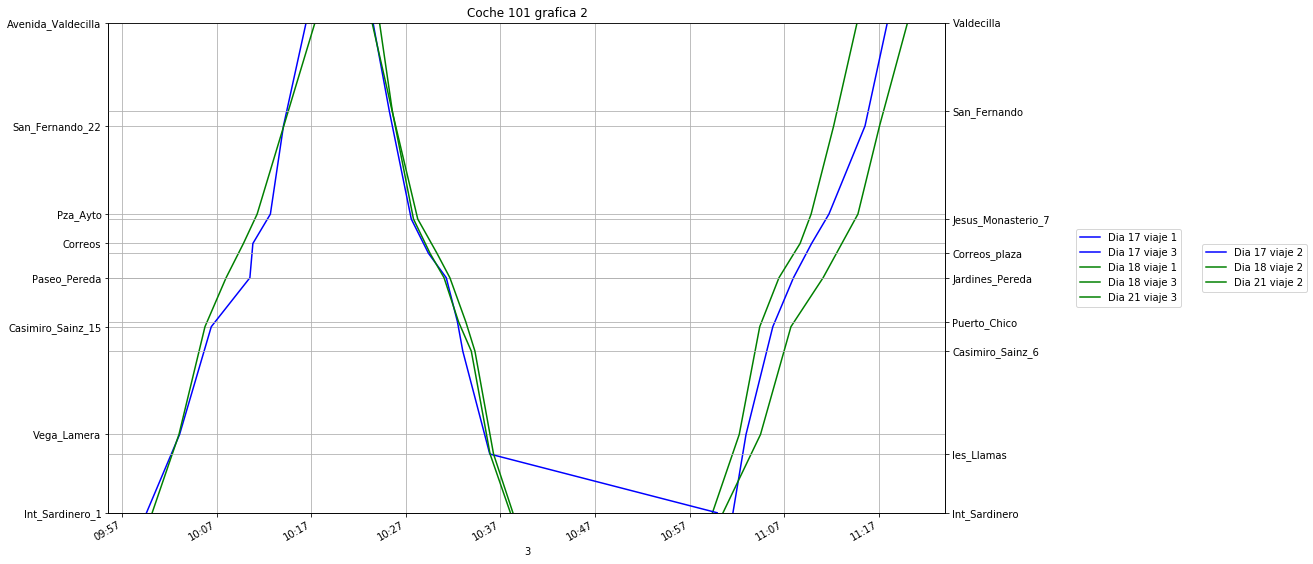 Coche 101 grafica 2
Avenida_Valdecilla
San_Fernando_22
Pza_Ayto
Correos
Paseo_Pereda
Casimiro_Sainz_15
Vega_Lamera
Int_Sardinero_1
Valdecilla
San_Fernando
Jesus_Monasterio_7
Correos_plaza
Jardines_Pereda
Puerto_Chico
Casimiro_Sainz_6
Ies_Llamas
Int_Sardinero
09:57
10:07
10:17
10:27
10:37
10:47
10:57
11:07
11:17
3
Dia 17 viaje 1
Dia 17 viaje 3
Dia 18 viaje 1
Dia 18 viaje 3
Dia 21 viaje 3
Dia 17 viaje 2
Dia 18 viaje 2
Dia 21 viaje 2